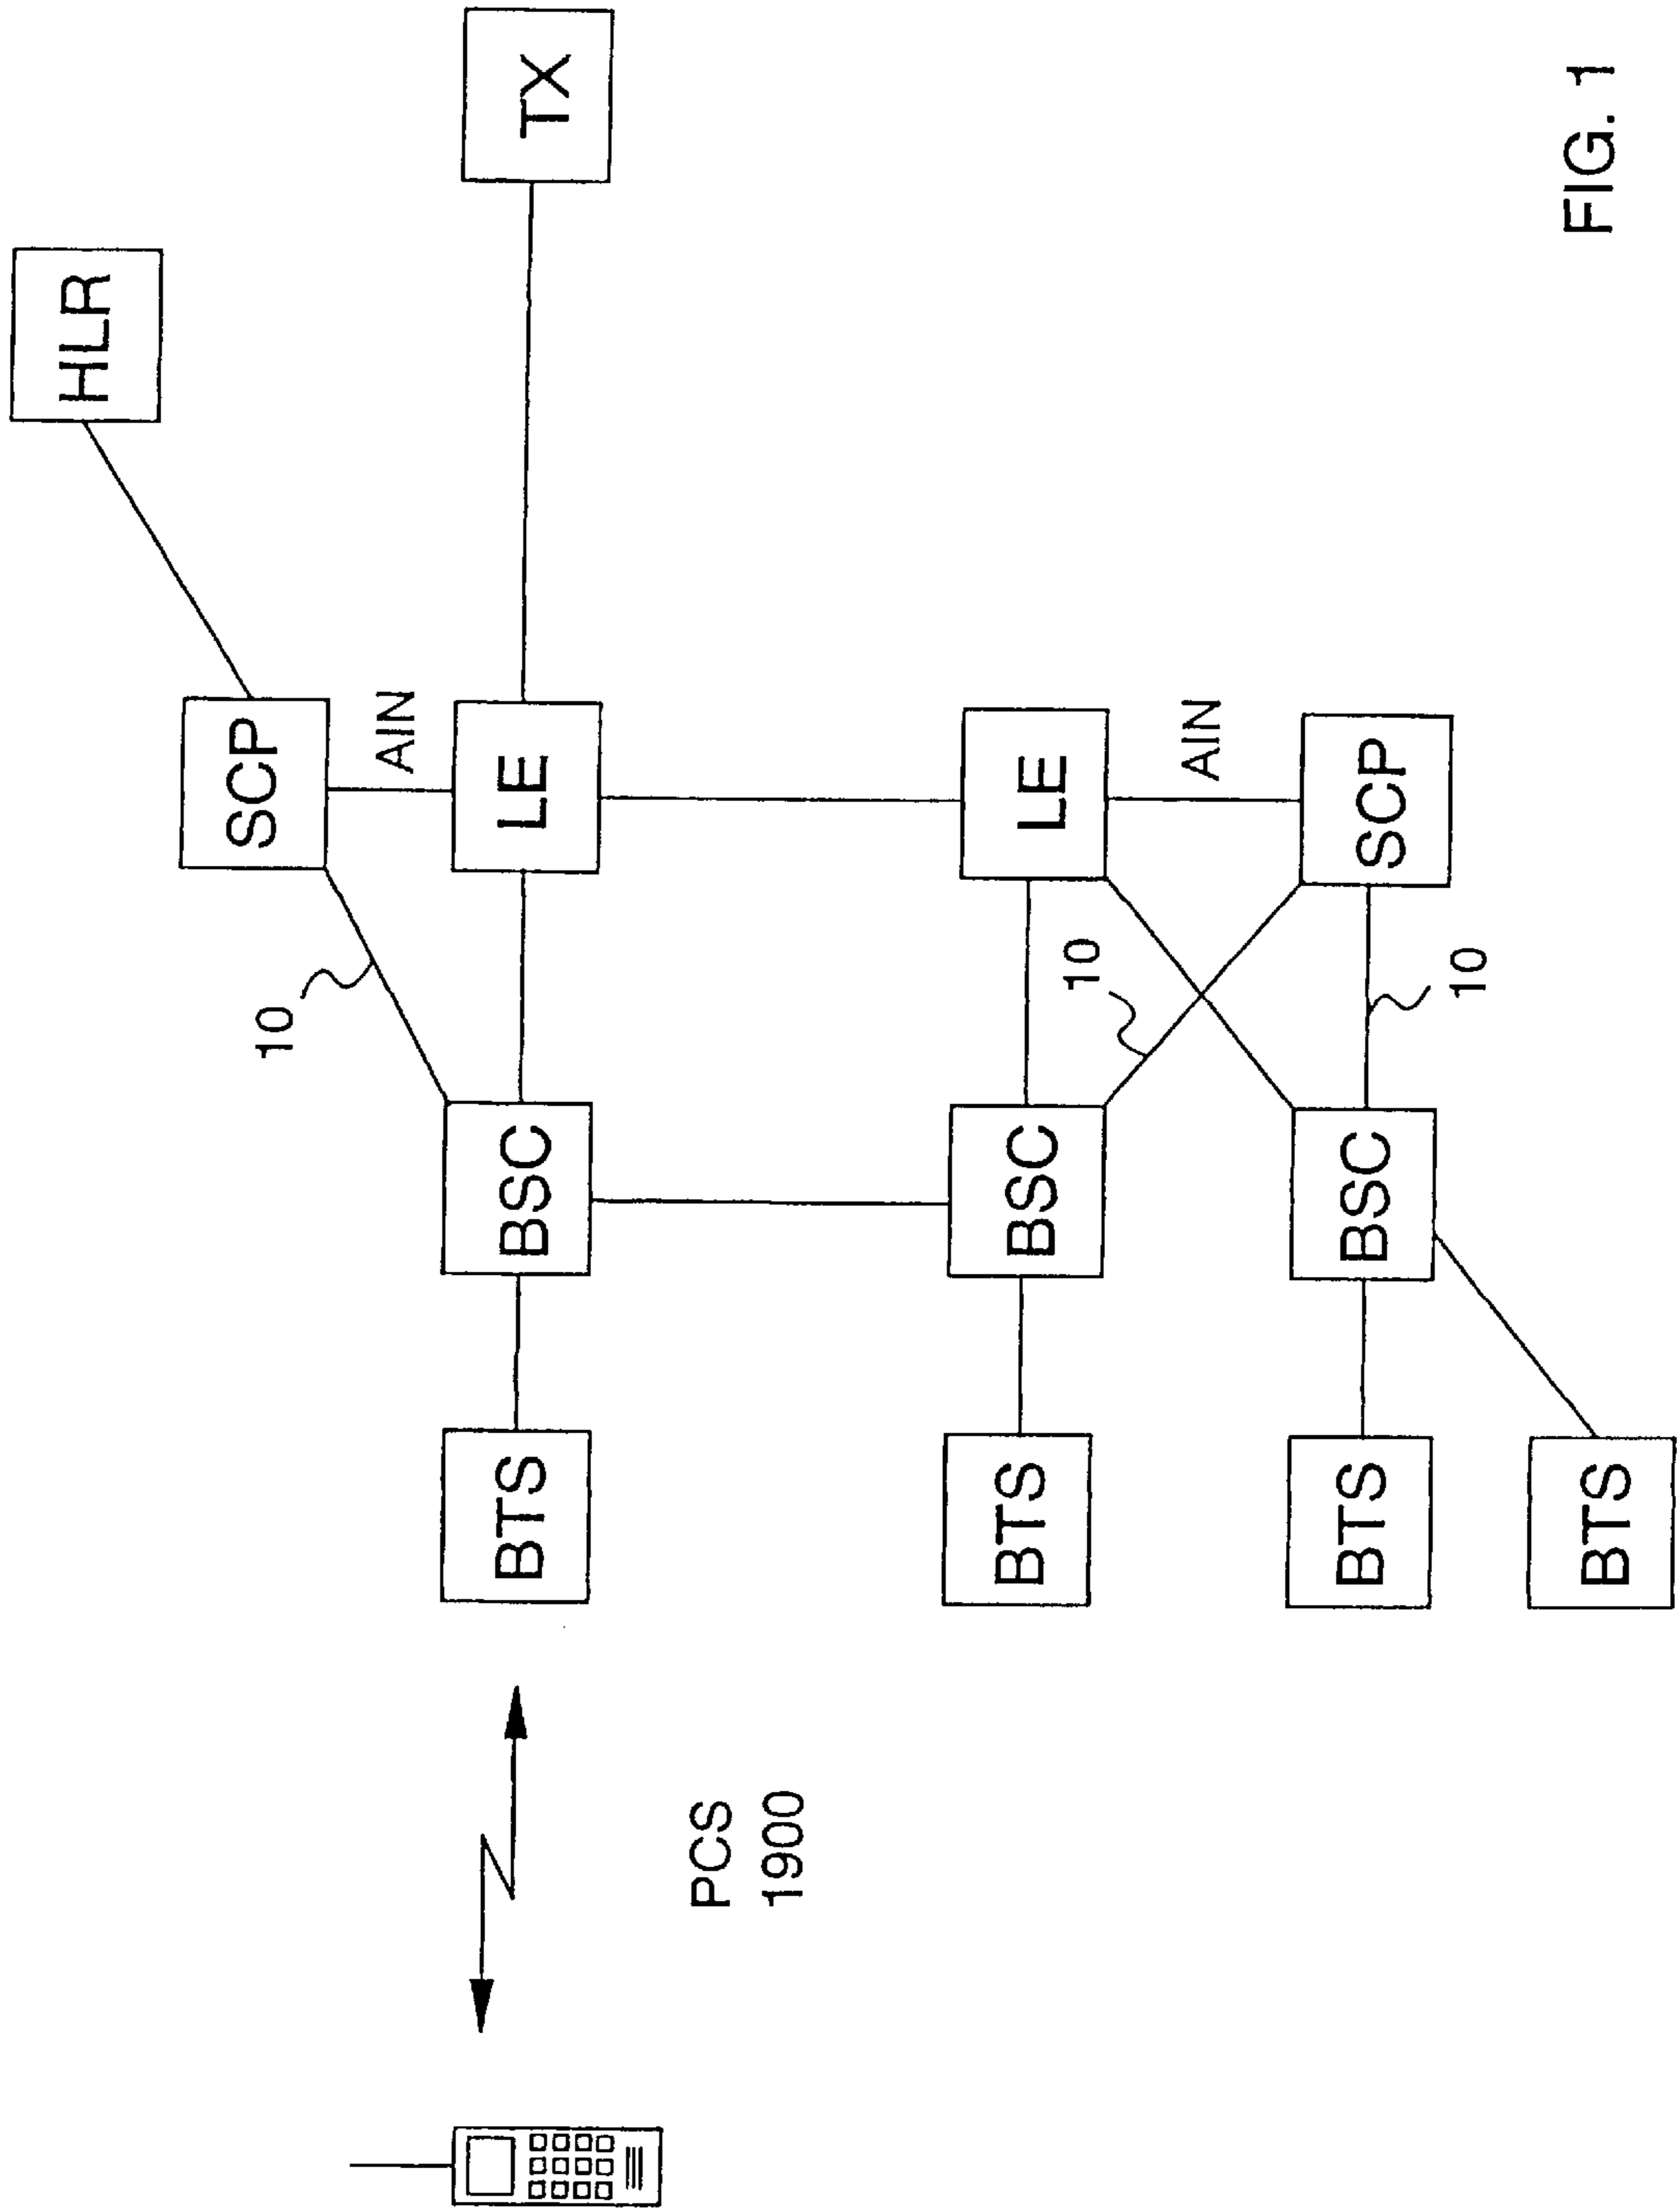 HLR
SCP
TX
AIN
10
BTS
BSC
LE
PCS
1900
10
BTS
BSC
LE
AIN
BTS
BSC
10
SCP
BTS
FIG. 1